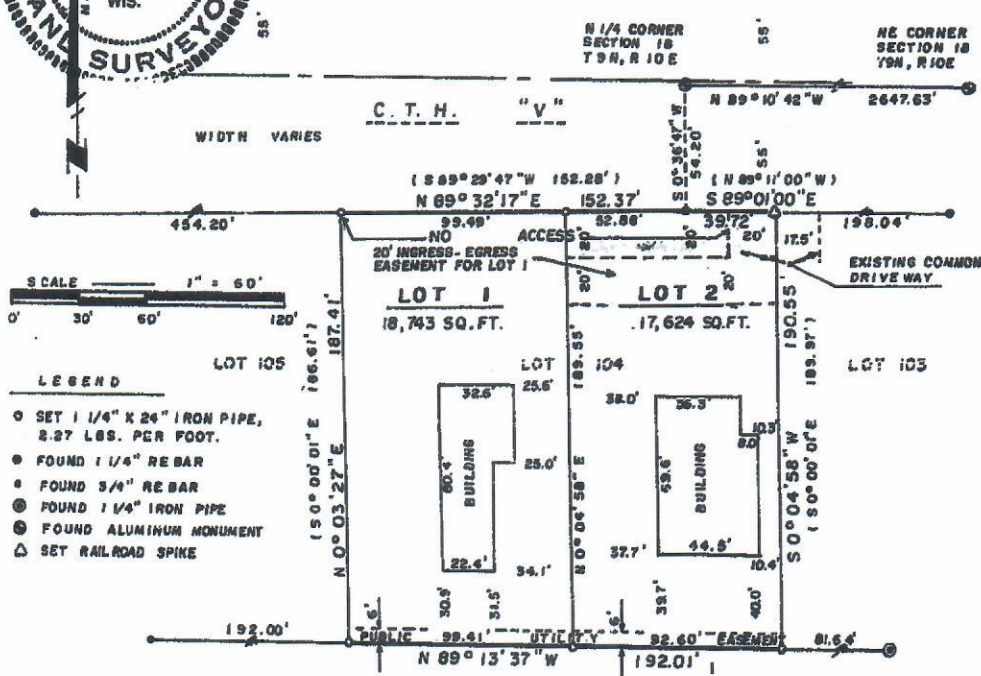 WIS.
AND SURVEYO
55'
N 1/4 CORNER
SECTION 18
T9N, R10E
55'
NE CORNER
SECTION 18
T9N, R10E
N 89° 10' 42" W 2647.63'
C. T. H. "V"
WIDTH VARIES
S 0° 36' 47" W
54.20'
55'
(S 89° 29' 47" W 152.28')
N 89° 32' 17" E 152.37'
(N 89° 11' 00" W)
S 89° 01' 00" E
454.20'
99.49'
52.88'
39.72'
198.04'
NO ACCESS
20'
20'
20'
17.5'
20' INGRESS-EGRESS
EASEMENT FOR LOT 1
20'
20'
EXISTING COMMON
DRIVEWAY
SCALE 1" = 60'
0' 30' 60' 120'
LOT 1
18,743 SQ.FT.
LOT 2
17,624 SQ.FT.
LOT 105
LOT 104
LOT 103
187.41'
(186.61')
189.55'
190.55'
(189.97')
LEGEND
SET 1 1/4" X 24" IRON PIPE,
2.27 LBS. PER FOOT.
FOUND 1 1/4" REBAR
FOUND 3/4" REBAR
FOUND 1 1/4" IRON PIPE
FOUND ALUMINUM MONUMENT
SET RAILROAD SPIKE
(S 0° 00' 01" E
N 0° 03' 27" E
32.6'
25.6'
60.4'
BUILDING
25.0'
22.4'
34.1'
30.9'
31.5'
N 0° 04' 58" E
38.0'
36.3'
10.3'
8.0'
69.6'
BUILDING
37.7'
44.5'
10.4'
39.7'
40.0'
S 0° 04' 58" W
(S 0° 00' 01" E
6'
6'
192.00'
PUBLIC 99.41' UTILITY 92.60' EASEMENT
81.64'
N 89° 13' 37" W 192.01'